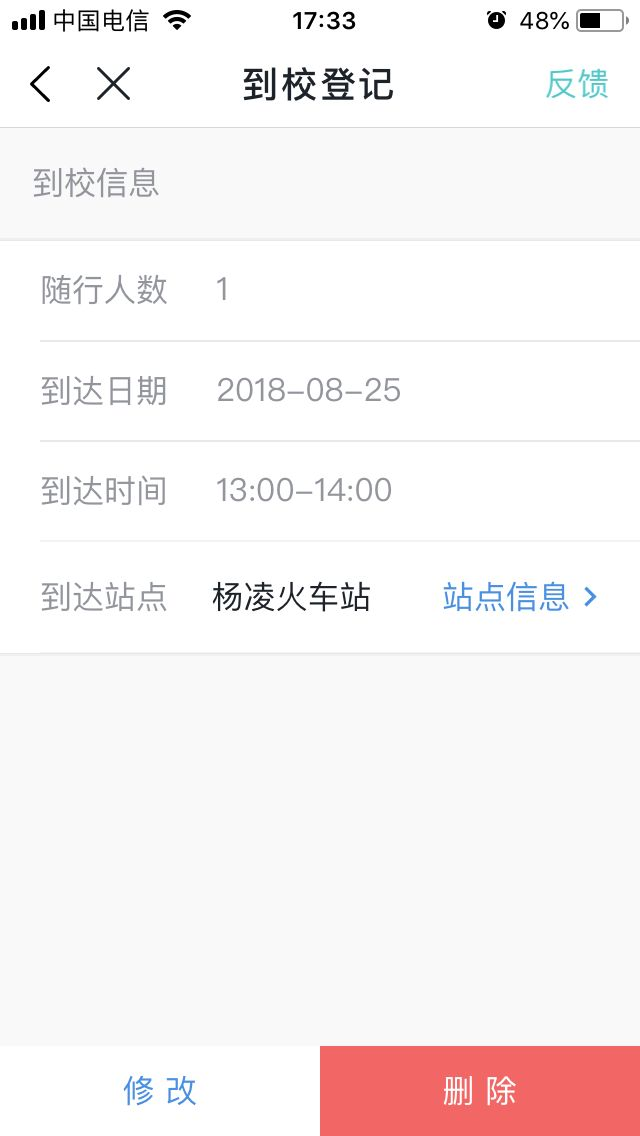 中国电信 17:33 48%
到校登记 反馈
到校信息
随行人数 1
到达日期 2018-08-25
到达时间 13:00-14:00
到达站点 杨凌火车站 站点信息
修改 删除